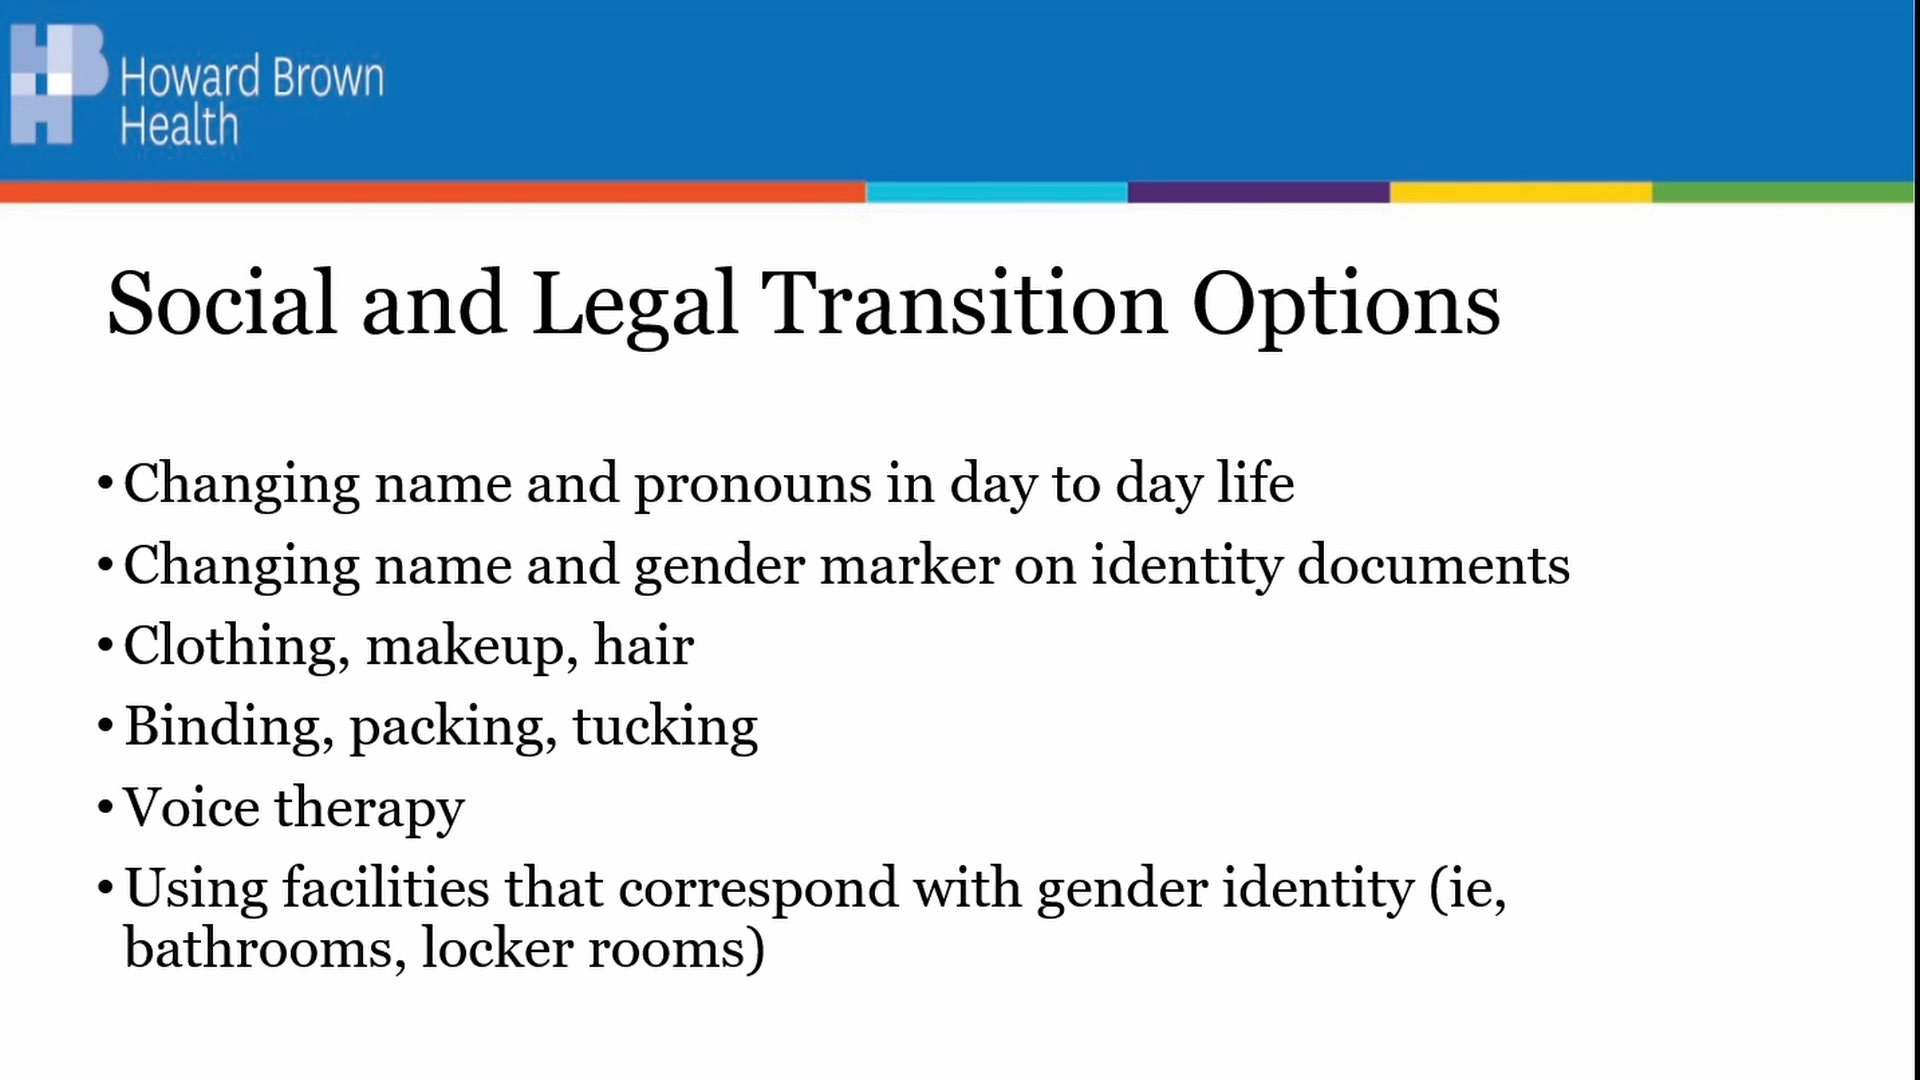 Howard Brown
Health
Social and Legal Transition Options
• Changing name and pronouns in day to day life
• Changing name and gender marker on identity documents
• Clothing, makeup, hair
• Binding, packing, tucking
• Voice therapy
• Using facilities that correspond with gender identity (ie,
bathrooms, locker rooms)